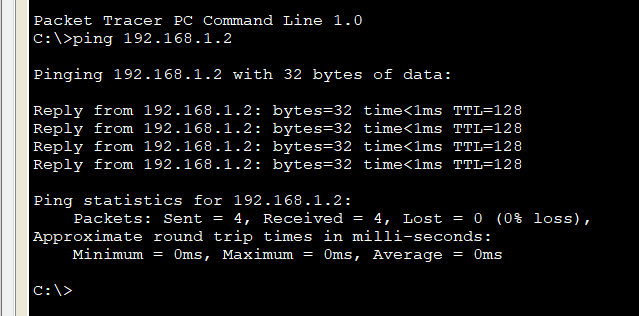 Packet Tracer PC Command Line 1.0
C:\>ping 192.168.1.2
Pinging 192.168.1.2 with 32 bytes of data:
Reply from 192.168.1.2: bytes=32 time<1ms TTL=128
Reply from 192.168.1.2: bytes=32 time<1ms TTL=128
Reply from 192.168.1.2: bytes=32 time<1ms TTL=128
Reply from 192.168.1.2: bytes=32 time<1ms TTL=128
Ping statistics for 192.168.1.2:
    Packets: Sent = 4, Received = 4, Lost = 0 (0% loss),
Approximate round trip times in milli-seconds:
    Minimum = 0ms, Maximum = 0ms, Average = 0ms
C:\>